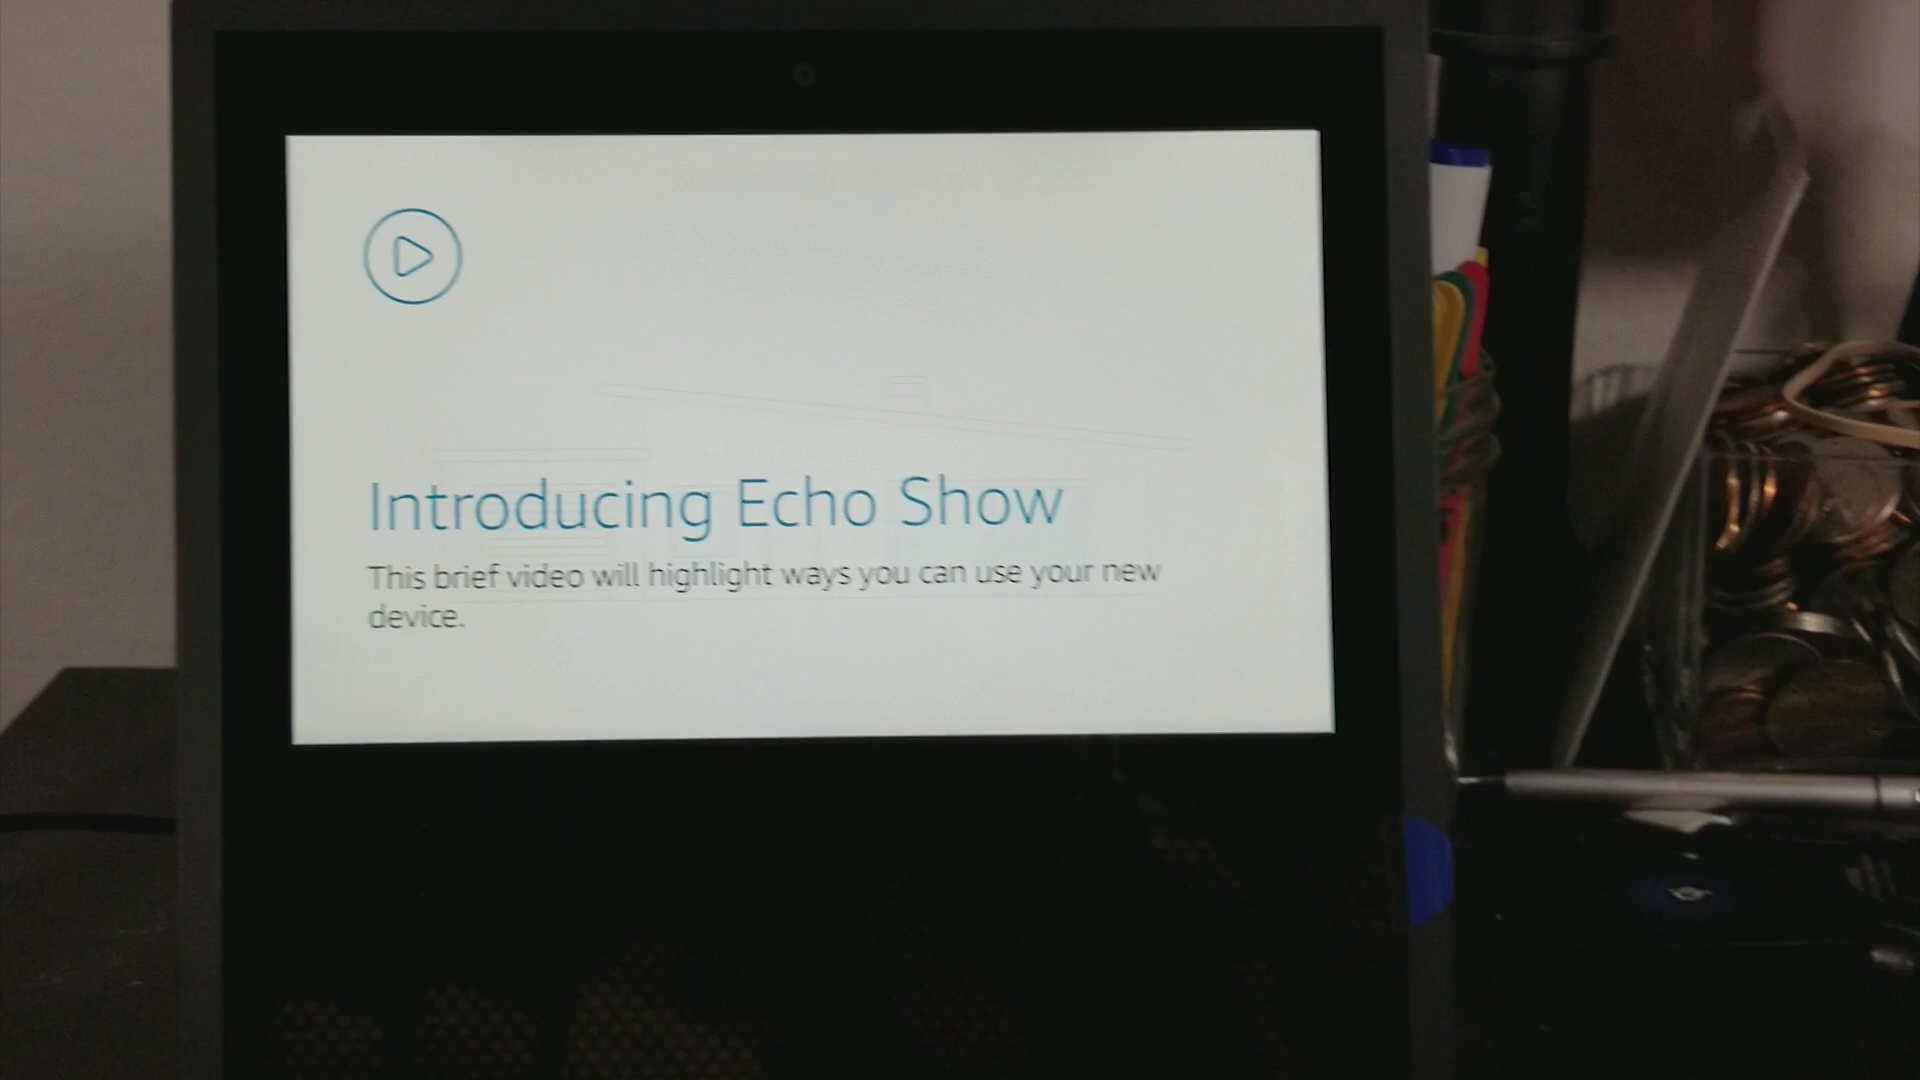 Introducing Echo Show
This brief video will highlight ways you can use your new
device.